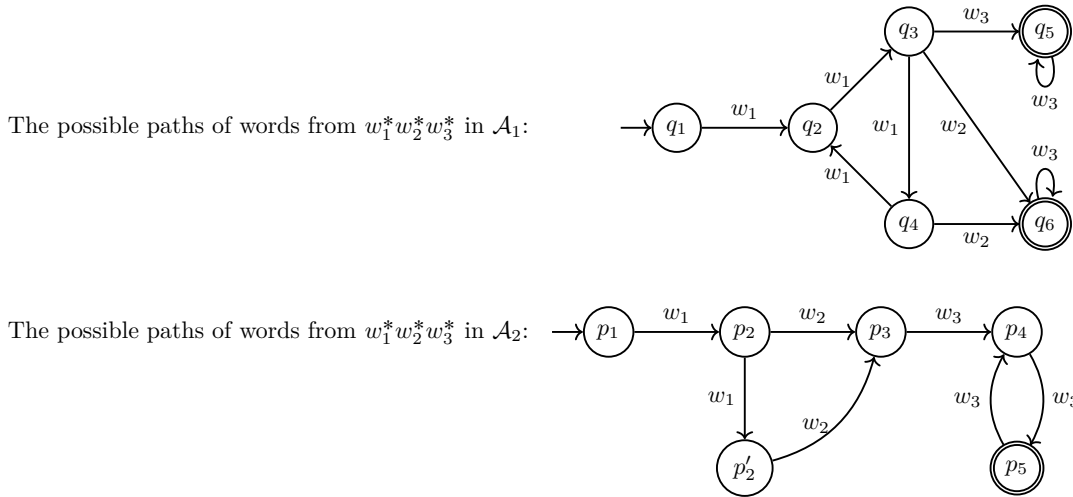 The possible paths of words from w₁*w₂*w₃* in 𝒜₁:
q₁
w₁
q₂
w₁
q₃
w₃
q₅
w₃
w₁
w₂
w₁
q₄
w₂
w₃
q₆
The possible paths of words from w₁*w₂*w₃* in 𝒜₂:
p₁
w₁
p₂
w₂
p₃
w₃
p₄
w₁
w₂
w₃
w₃
p₂′
p₅